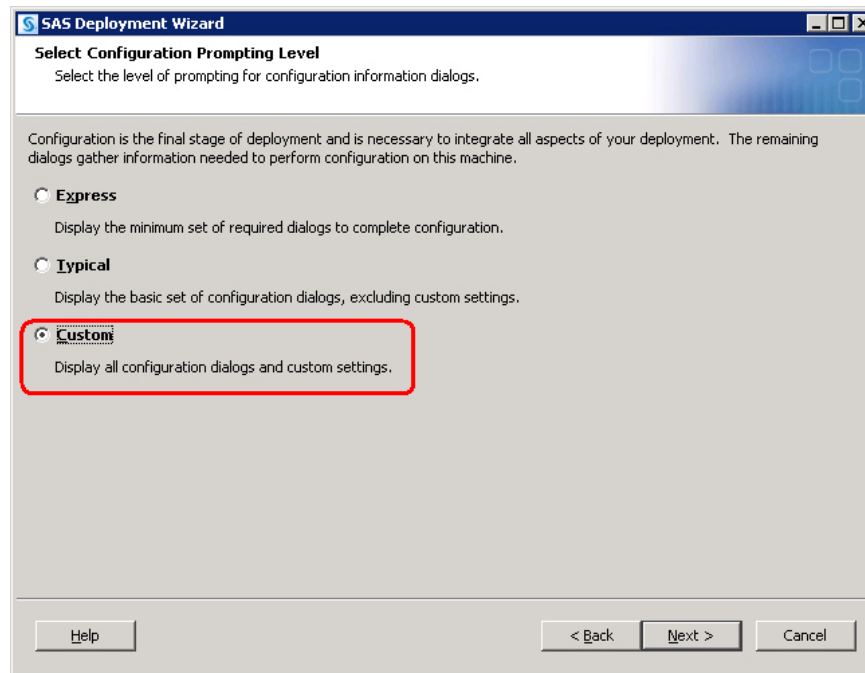 SAS Deployment Wizard
Select Configuration Prompting Level
Select the level of prompting for configuration information dialogs.
Configuration is the final stage of deployment and is necessary to integrate all aspects of your deployment. The remaining
dialogs gather information needed to perform configuration on this machine.
Express
Display the minimum set of required dialogs to complete configuration.
Typical
Display the basic set of configuration dialogs, excluding custom settings.
Custom
Display all configuration dialogs and custom settings.
Help
< Back
Next >
Cancel